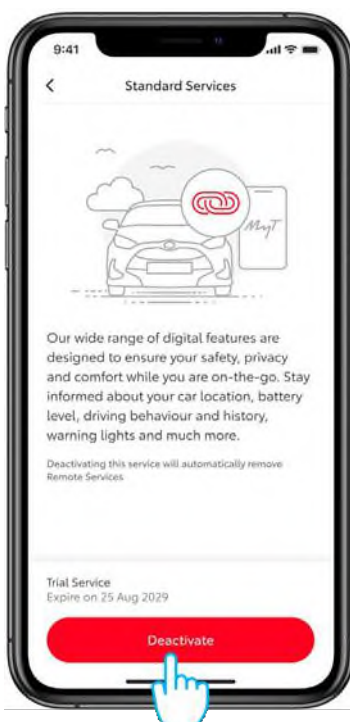 9:41
Standard Services
MyT
Our wide range of digital features are
designed to ensure your safety, privacy
and comfort while you are on-the-go. Stay
informed about your car location, battery
level, driving behaviour and history,
warning lights and much more.
Deactivating this service will automatically remove
Remote Services
Trial Service
Expire on 25 Aug 2029
Deactivate